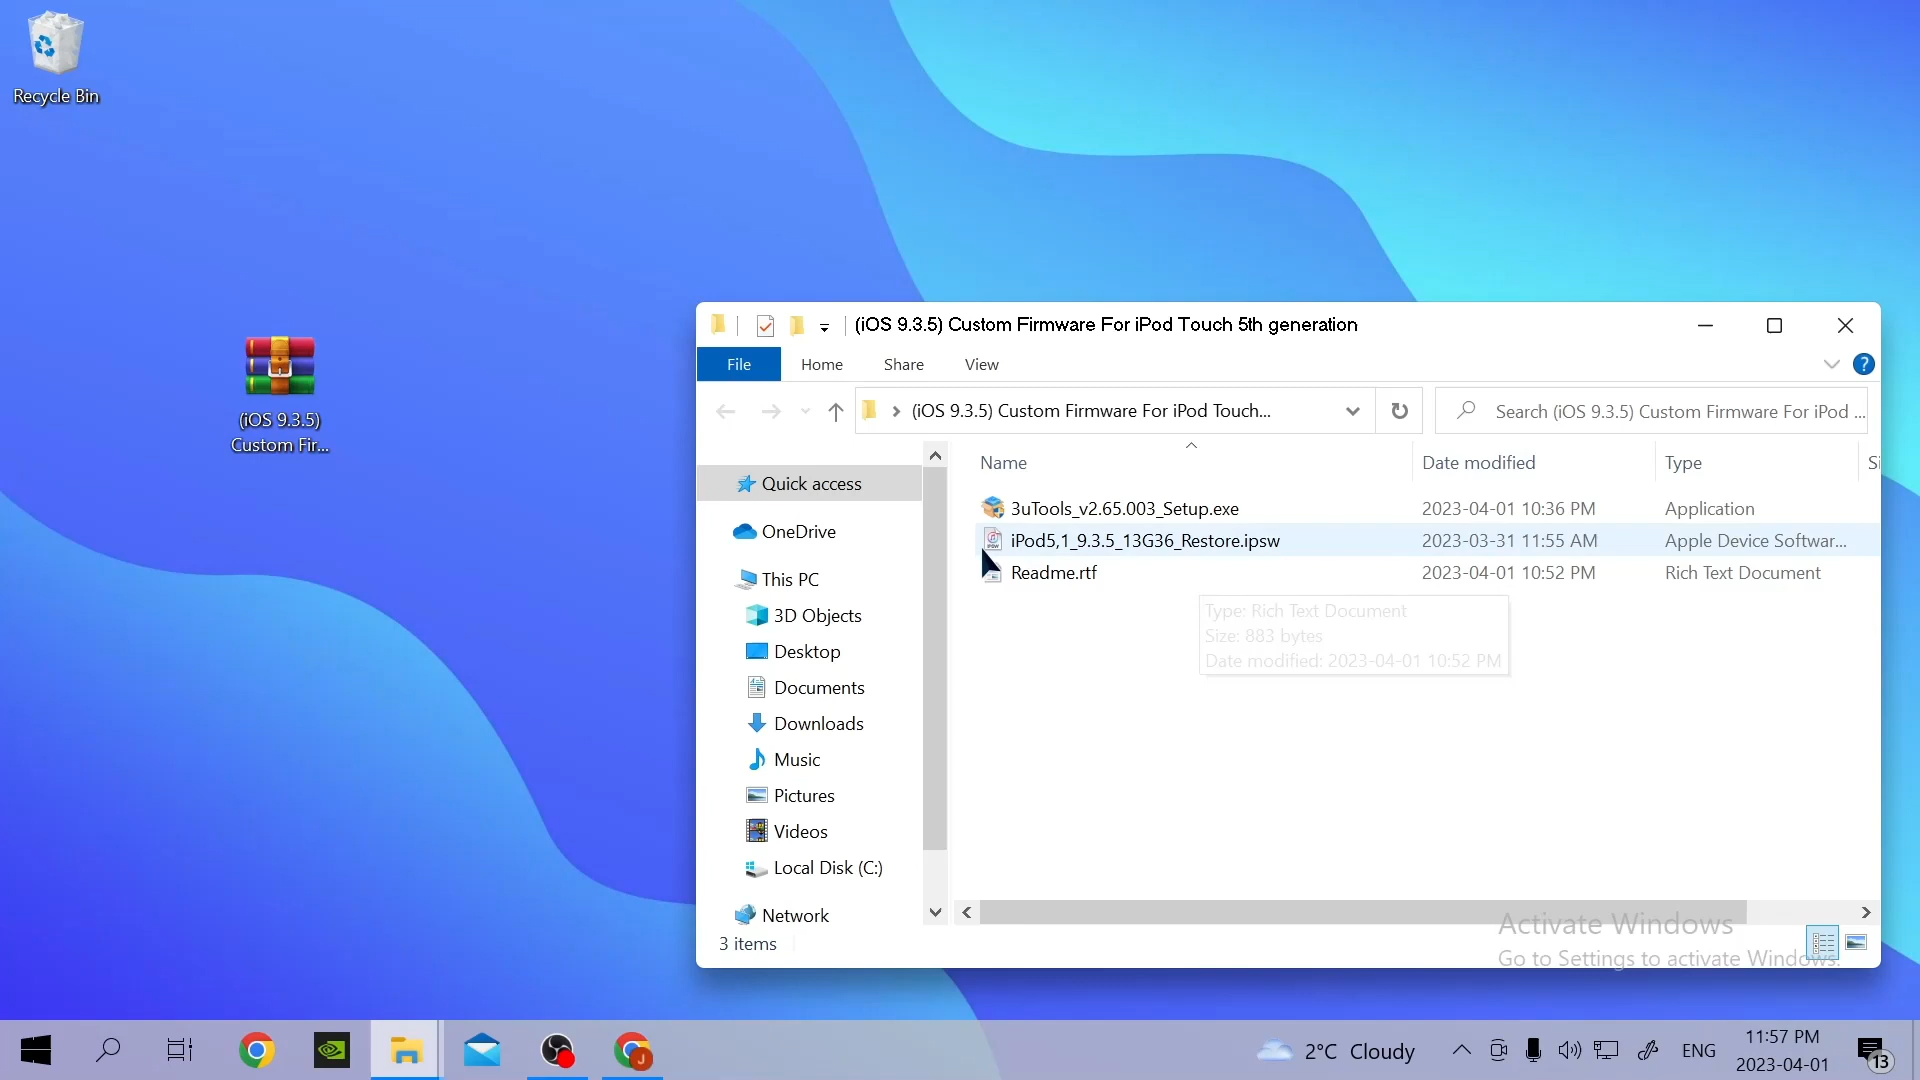 Recycle Bin
(iOS 9.3.5)
Custom Fir...
(iOS 9.3.5) Custom Firmware For iPod Touch 5th generation
File Home Share View
?
(iOS 9.3.5) Custom Firmware For iPod Touch...
Search (iOS 9.3.5) Custom Firmware For iPod ...
Name Date modified Type Si
3uTools_v2.65.003_Setup.exe 2023-04-01 10:36 PM Application
iPod5,1_9.3.5_13G36_Restore.ipsw 2023-03-31 11:55 AM Apple Device Softwar...
Readme.rtf 2023-04-01 10:52 PM Rich Text Document
Type: Rich Text Document
Size: 883 bytes
Date modified: 2023-04-01 10:52 PM
Quick access
OneDrive
This PC
3D Objects
Desktop
Documents
Downloads
Music
Pictures
Videos
Local Disk (C:)
Network
3 items
Activate Windows
Go to Settings to activate Windows.
2°C Cloudy
ENG
11:57 PM
2023-04-01
13
J